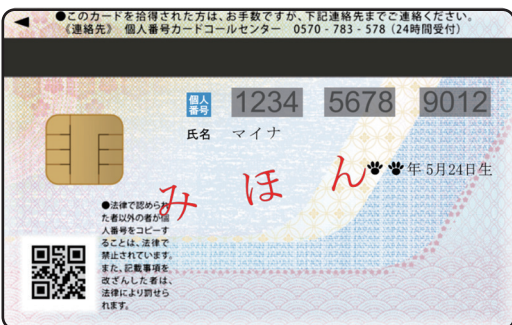 ●このカードを拾得された方は、お手数ですが、下記連絡先までご連絡ください。
《連絡先》 個人番号カードコールセンター 0570-783-578(24時間受付)
個人番号 1234 5678 9012
氏名 マイナ
年 5月24日生
みほん
●法律で認められ
た者以外の者が個
人番号をコピーす
ることは、法律で
禁止されています。
また、記載事項を
改ざんした者は、
法律により罰せら
れます。